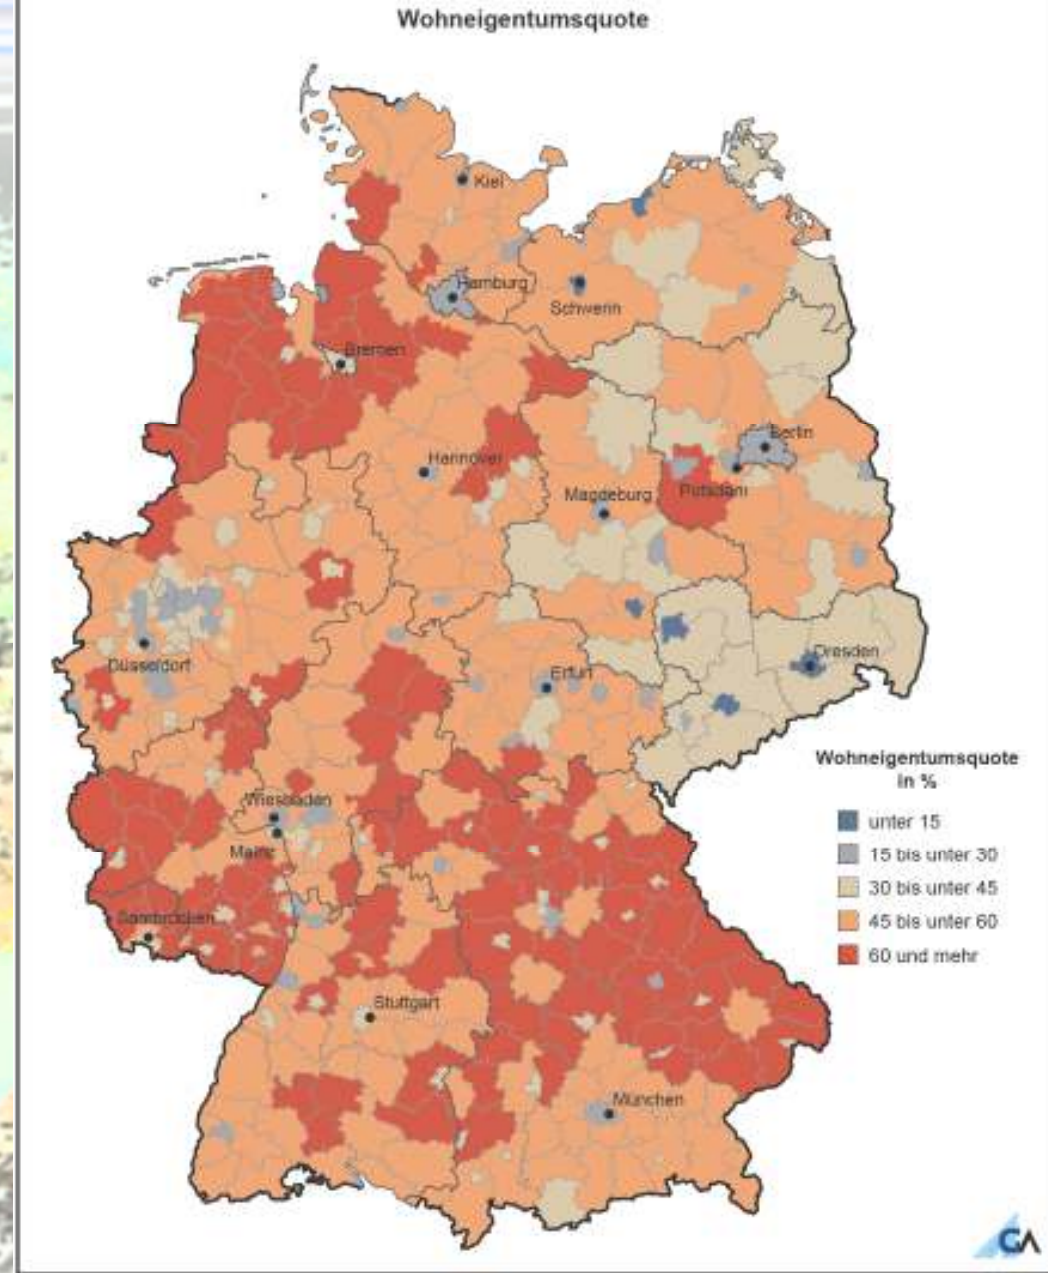 Wohneigentumsquote
Kiel
Hamburg
Schwerin
Bremen
Berlin
Hannover
Potsdam
Magdeburg
Düsseldorf
Dresden
Erfurt
Wohneigentumsquote
in %
unter 15
15 bis unter 30
30 bis unter 45
45 bis unter 60
60 und mehr
Wiesbaden
Mainz
Saarbrücken
Stuttgart
München
GA